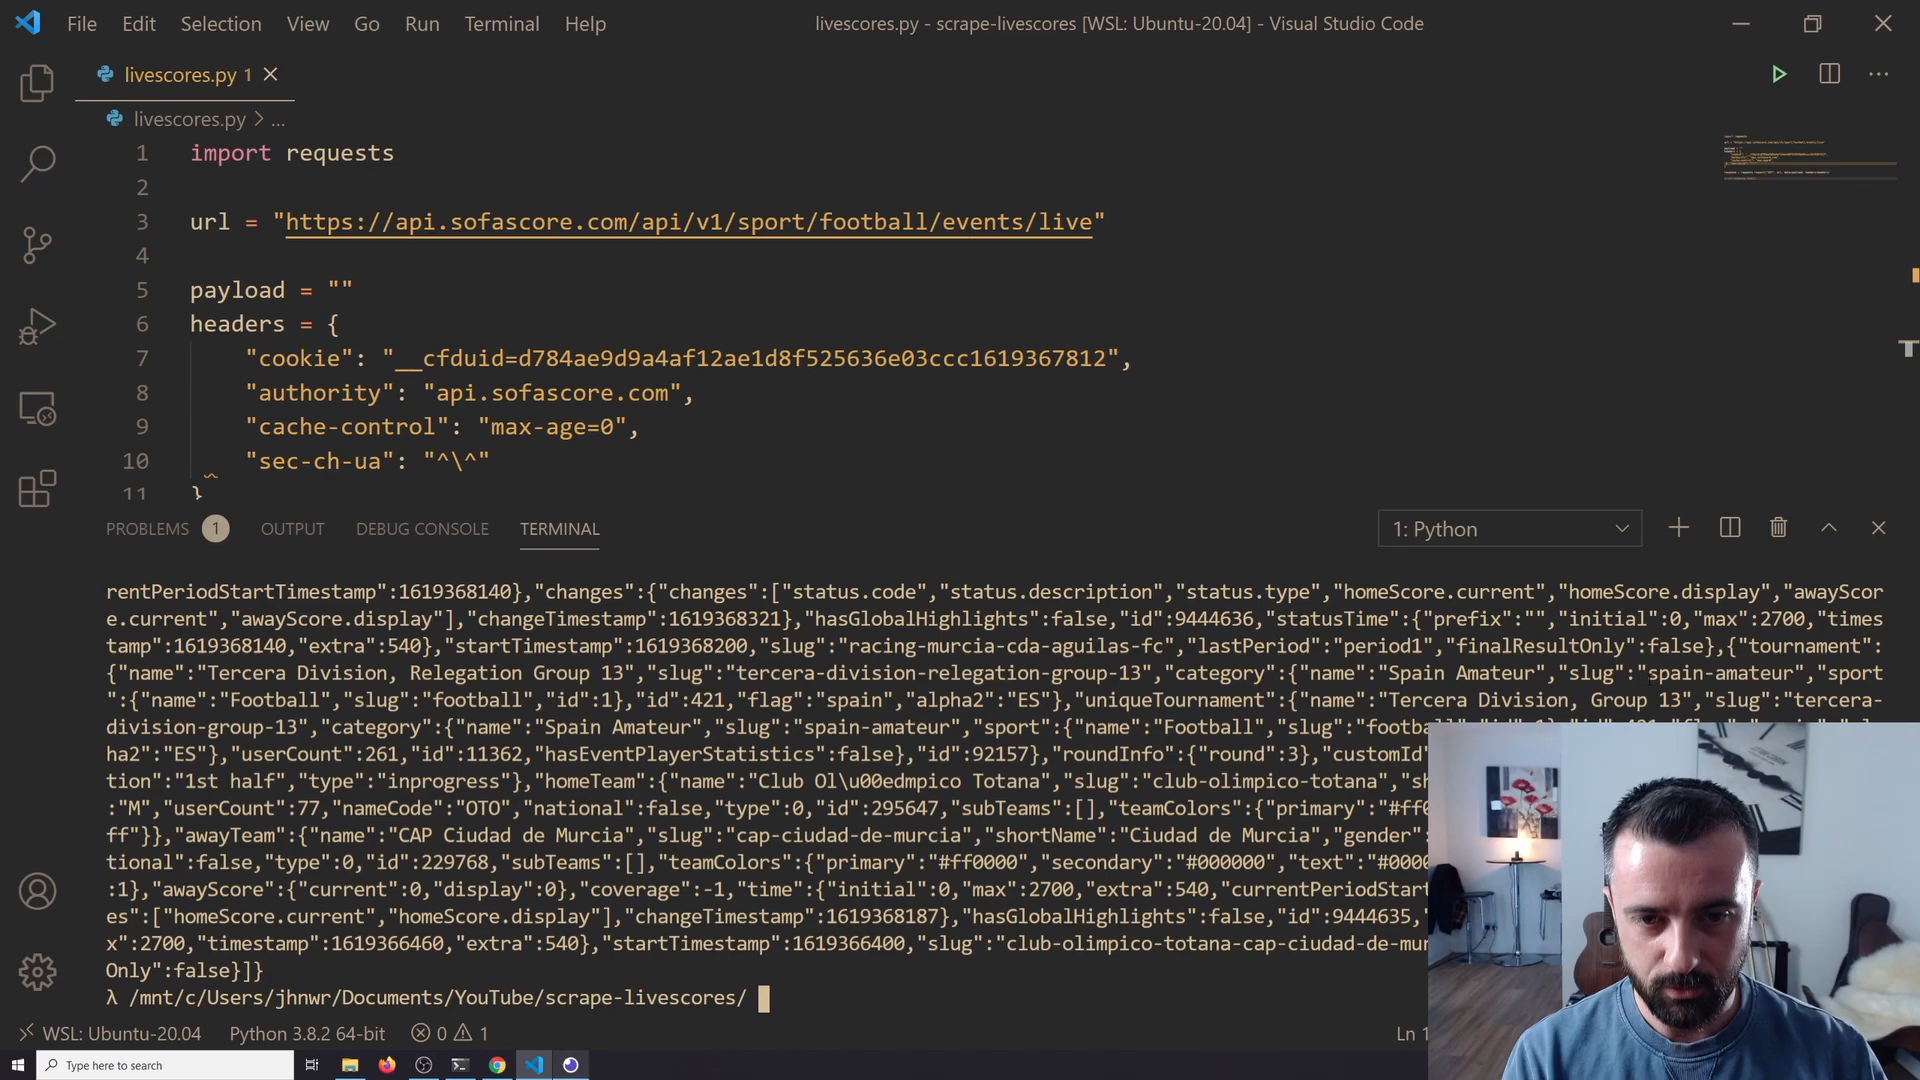 File Edit Selection View Go Run Terminal Help
livescores.py - scrape-livescores [WSL: Ubuntu-20.04] - Visual Studio Code
livescores.py 1
livescores.py > ...
1 import requests
2
3 url = "https://api.sofascore.com/api/v1/sport/football/events/live"
4
5 payload = ""
6 headers = {
7 "cookie": "__cfduid=d784ae9d9a4af12ae1d8f525636e03ccc1619367812",
8 "authority": "api.sofascore.com",
9 "cache-control": "max-age=0",
10 "sec-ch-ua": "^\^"
11 }
PROBLEMS 1 OUTPUT DEBUG CONSOLE TERMINAL
1: Python
rentPeriodStartTimestamp":1619368140},"changes":{"changes":["status.code","status.description","status.type","homeScore.current","homeScore.display","awayScor
e.current","awayScore.display"],"changeTimestamp":1619368321},"hasGlobalHighlights":false,"id":9444636,"statusTime":{"prefix":"","initial":0,"max":2700,"times
tamp":1619368140,"extra":540},"startTimestamp":1619368200,"slug":"racing-murcia-cda-aguilas-fc","lastPeriod":"period1","finalResultOnly":false},{"tournament":
{"name":"Tercera Division, Relegation Group 13","slug":"tercera-division-relegation-group-13","category":{"name":"Spain Amateur","slug":"spain-amateur","sport
":{"name":"Football","slug":"football","id":1},"id":421,"flag":"spain","alpha2":"ES"},"uniqueTournament":{"name":"Tercera Division, Group 13","slug":"tercera-
division-group-13","category":{"name":"Spain Amateur","slug":"spain-amateur","sport":{"name":"Football","slug":"footbal
ha2":"ES"},"userCount":261,"id":11362,"hasEventPlayerStatistics":false},"id":92157},"roundInfo":{"round":3},"customId"
tion":"1st half","type":"inprogress"},"homeTeam":{"name":"Club Ol\u00edmpico Totana","slug":"club-olimpico-totana","sh
:"M","userCount":77,"nameCode":"OTO","national":false,"type":0,"id":295647,"subTeams":[],"teamColors":{"primary":"#ff0
ff"}},"awayTeam":{"name":"CAP Ciudad de Murcia","slug":"cap-ciudad-de-murcia","shortName":"Ciudad de Murcia","gender":
tional":false,"type":0,"id":229768,"subTeams":[],"teamColors":{"primary":"#ff0000","secondary":"#000000","text":"#0000
:1},"awayScore":{"current":0,"display":0},"coverage":-1,"time":{"initial":0,"max":2700,"extra":540,"currentPeriodStart
es":["homeScore.current","homeScore.display"],"changeTimestamp":1619368187},"hasGlobalHighlights":false,"id":9444635,"
x":2700,"timestamp":1619366460,"extra":540},"startTimestamp":1619366400,"slug":"club-olimpico-totana-cap-ciudad-de-mur
Only":false}]}
λ /mnt/c/Users/jhnwr/Documents/YouTube/scrape-livescores/
WSL: Ubuntu-20.04 Python 3.8.2 64-bit 0 1 Ln 1
Type here to search